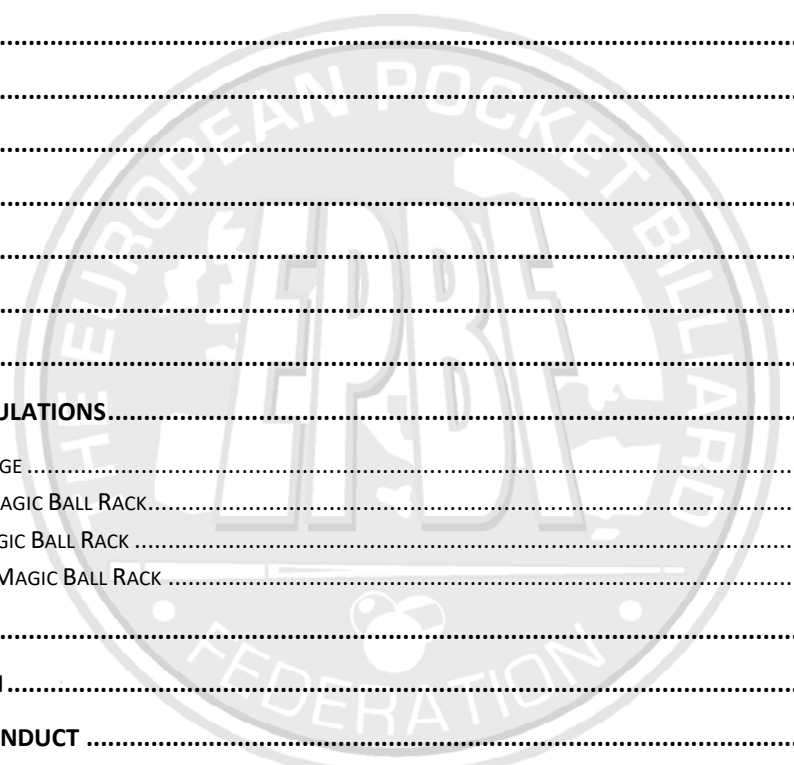 THE EUROPEAN POCKET BILLIARD
EPBF
FEDERATION
ULATIONS
GE
AGIC BALL RACK
GIC BALL RACK
MAGIC BALL RACK
NDUCT